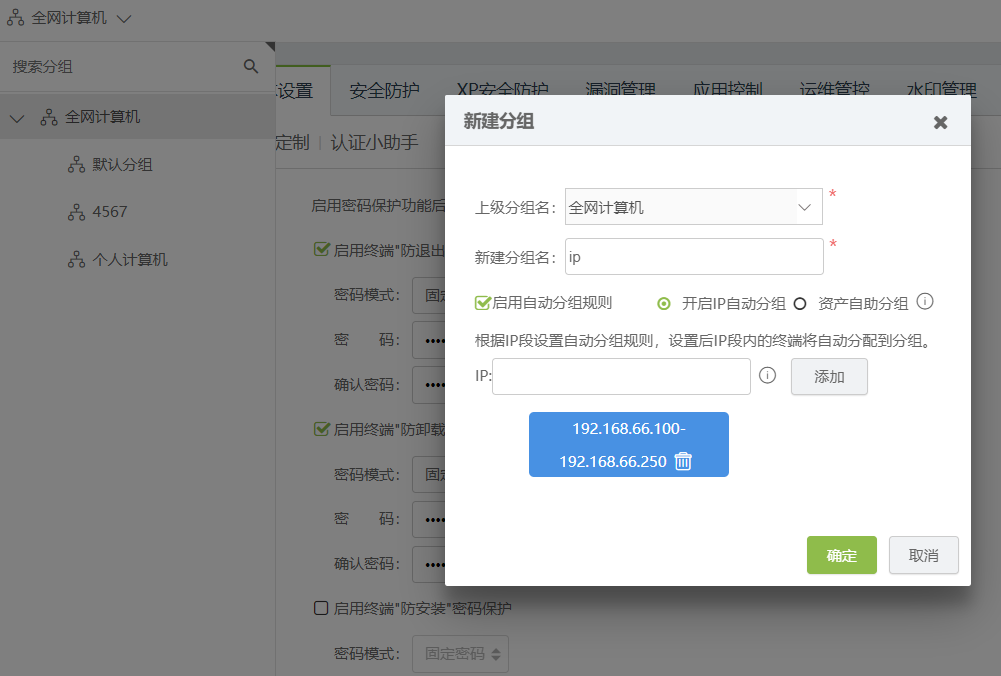 全网计算机
搜索分组
全网计算机
默认分组
4567
个人计算机
设置 安全防护 XP安全防护 漏洞管理 应用控制 运维管控 水印管理
定制 | 认证小助手
启用密码保护功能后
启用终端"防退出
密码模式： 固定
密 码： ••••
确认密码： ••••
启用终端"防卸载
密码模式： 固定
密 码： ••••
确认密码： ••••
启用终端"防安装"密码保护
密码模式： 固定密码
新建分组
上级分组名： 全网计算机 *
新建分组名： ip *
启用自动分组规则 开启IP自动分组 资产自助分组
根据IP段设置自动分组规则，设置后IP段内的终端将自动分配到分组。
IP: 添加
192.168.66.100-
192.168.66.250
确定 取消